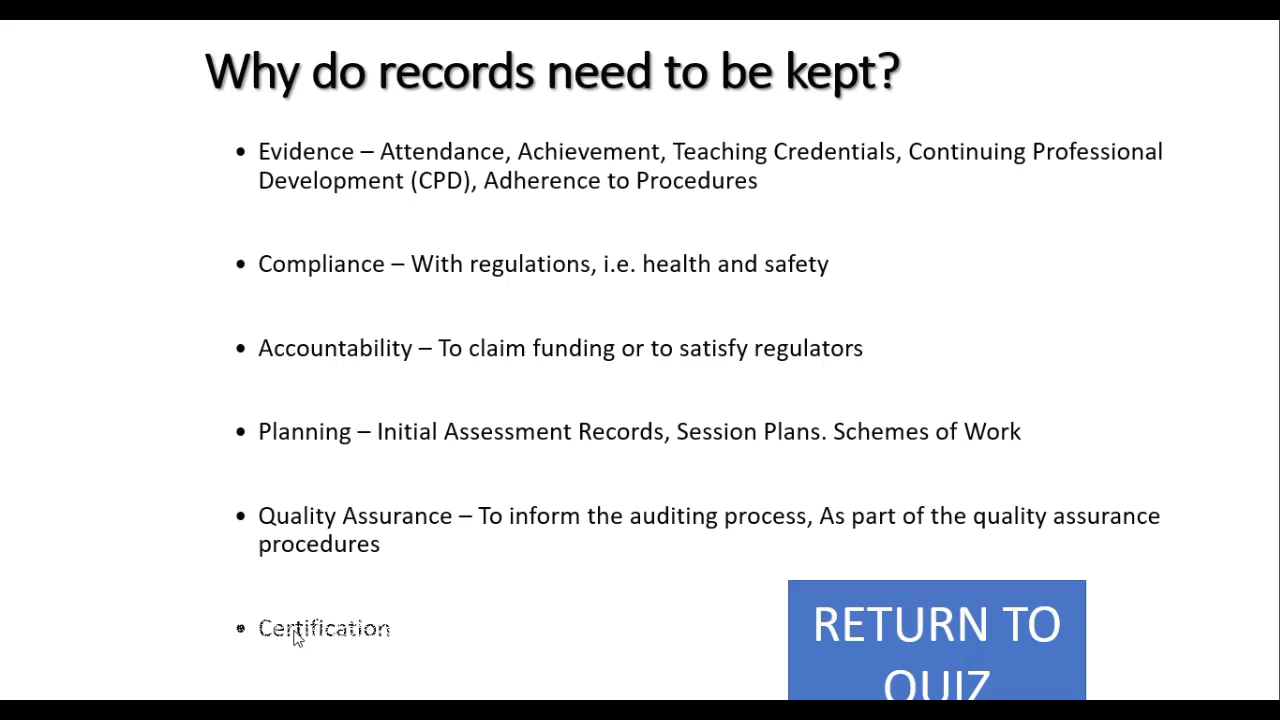 Why do records need to be kept?
• Evidence – Attendance, Achievement, Teaching Credentials, Continuing Professional
Development (CPD), Adherence to Procedures
• Compliance – With regulations, i.e. health and safety
• Accountability – To claim funding or to satisfy regulators
• Planning – Initial Assessment Records, Session Plans. Schemes of Work
• Quality Assurance – To inform the auditing process, As part of the quality assurance
procedures
• Certification
RETURN TO
QUIZ